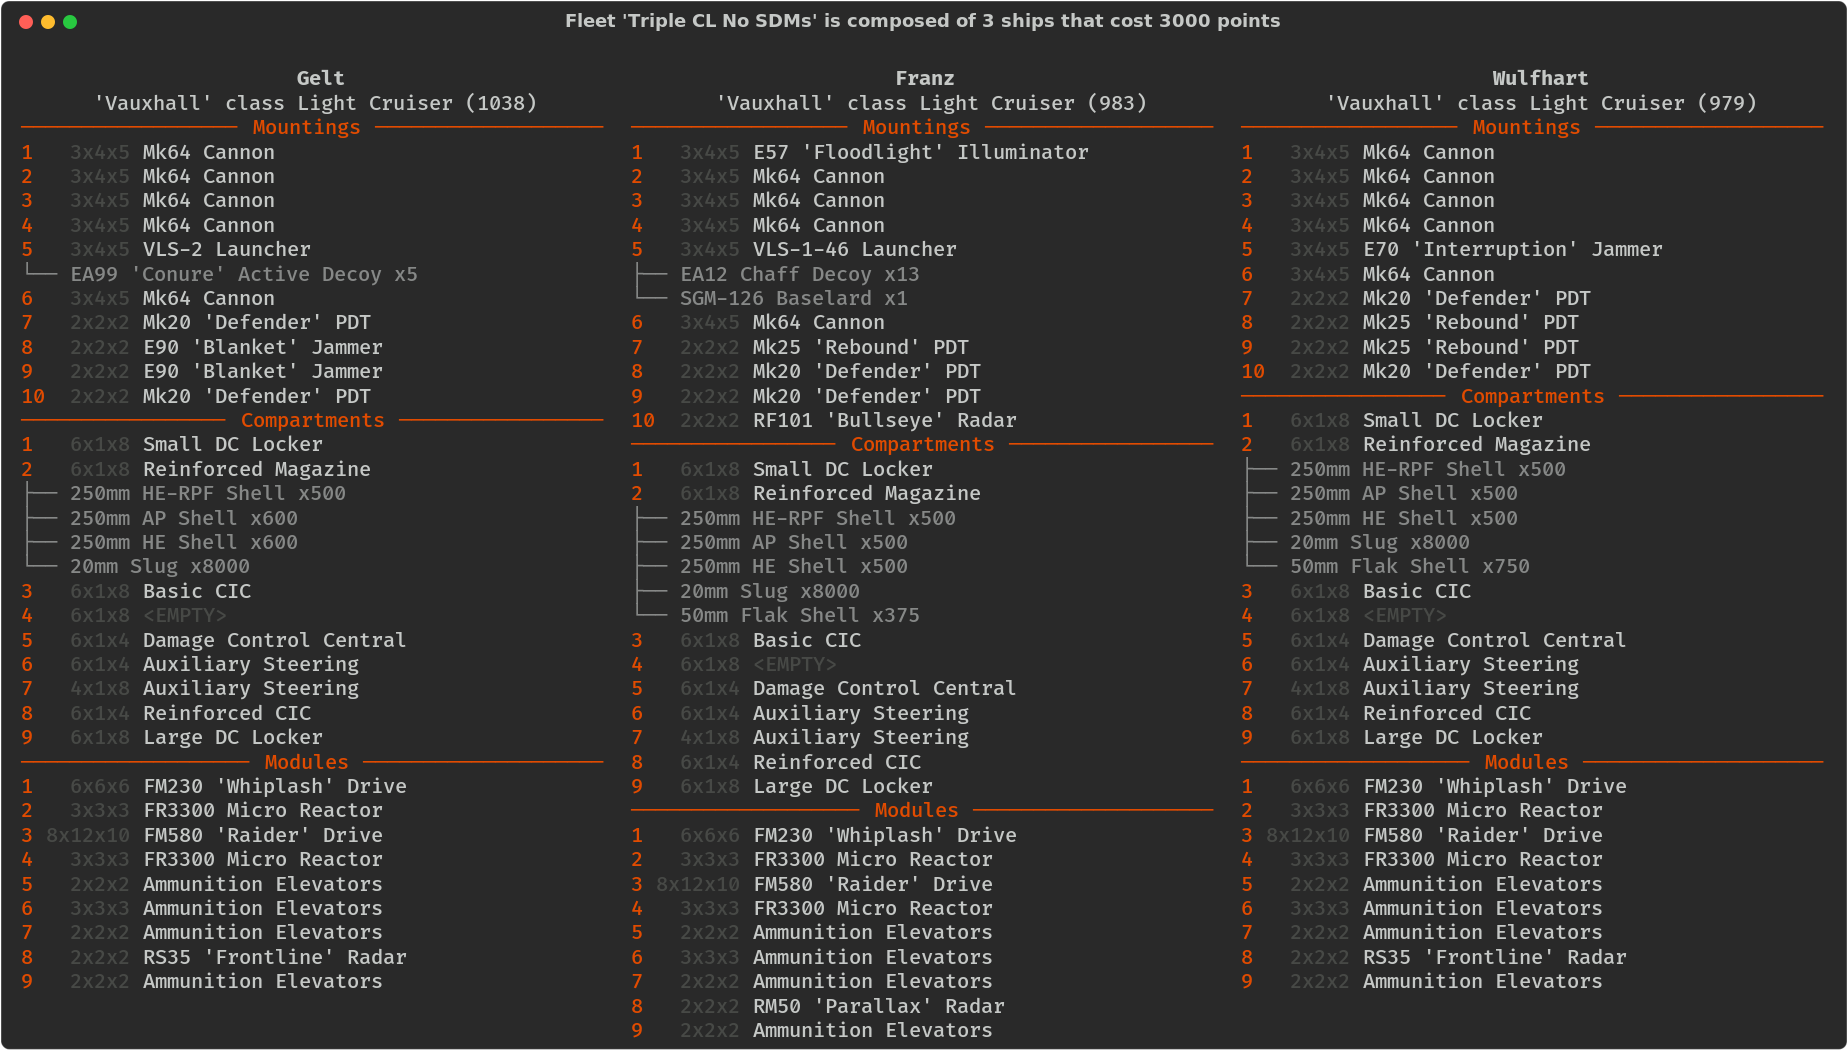 Fleet 'Triple CL No SDMs' is composed of 3 ships that cost 3000 points
Gelt
'Vauxhall' class Light Cruiser (1038)
Mountings
1 3x4x5 Mk64 Cannon
2 3x4x5 Mk64 Cannon
3 3x4x5 Mk64 Cannon
4 3x4x5 Mk64 Cannon
5 3x4x5 VLS-2 Launcher
EA99 'Conure' Active Decoy x5
6 3x4x5 Mk64 Cannon
7 2x2x2 Mk20 'Defender' PDT
8 2x2x2 E90 'Blanket' Jammer
9 2x2x2 E90 'Blanket' Jammer
10 2x2x2 Mk20 'Defender' PDT
Compartments
1 6x1x8 Small DC Locker
2 6x1x8 Reinforced Magazine
250mm HE-RPF Shell x500
250mm AP Shell x600
250mm HE Shell x600
20mm Slug x8000
3 6x1x8 Basic CIC
4 6x1x8 <EMPTY>
5 6x1x4 Damage Control Central
6 6x1x4 Auxiliary Steering
7 4x1x8 Auxiliary Steering
8 6x1x4 Reinforced CIC
9 6x1x8 Large DC Locker
Modules
1 6x6x6 FM230 'Whiplash' Drive
2 3x3x3 FR3300 Micro Reactor
3 8x12x10 FM580 'Raider' Drive
4 3x3x3 FR3300 Micro Reactor
5 2x2x2 Ammunition Elevators
6 3x3x3 Ammunition Elevators
7 2x2x2 Ammunition Elevators
8 2x2x2 RS35 'Frontline' Radar
9 2x2x2 Ammunition Elevators
Franz
'Vauxhall' class Light Cruiser (983)
Mountings
1 3x4x5 E57 'Floodlight' Illuminator
2 3x4x5 Mk64 Cannon
3 3x4x5 Mk64 Cannon
4 3x4x5 Mk64 Cannon
5 3x4x5 VLS-1-46 Launcher
EA12 Chaff Decoy x13
SGM-126 Baselard x1
6 3x4x5 Mk64 Cannon
7 2x2x2 Mk25 'Rebound' PDT
8 2x2x2 Mk20 'Defender' PDT
9 2x2x2 Mk20 'Defender' PDT
10 2x2x2 RF101 'Bullseye' Radar
Compartments
1 6x1x8 Small DC Locker
2 6x1x8 Reinforced Magazine
250mm HE-RPF Shell x500
250mm AP Shell x500
250mm HE Shell x500
20mm Slug x8000
50mm Flak Shell x375
3 6x1x8 Basic CIC
4 6x1x8 <EMPTY>
5 6x1x4 Damage Control Central
6 6x1x4 Auxiliary Steering
7 4x1x8 Auxiliary Steering
8 6x1x4 Reinforced CIC
9 6x1x8 Large DC Locker
Modules
1 6x6x6 FM230 'Whiplash' Drive
2 3x3x3 FR3300 Micro Reactor
3 8x12x10 FM580 'Raider' Drive
4 3x3x3 FR3300 Micro Reactor
5 2x2x2 Ammunition Elevators
6 3x3x3 Ammunition Elevators
7 2x2x2 Ammunition Elevators
8 2x2x2 RM50 'Parallax' Radar
9 2x2x2 Ammunition Elevators
Wulfhart
'Vauxhall' class Light Cruiser (979)
Mountings
1 3x4x5 Mk64 Cannon
2 3x4x5 Mk64 Cannon
3 3x4x5 Mk64 Cannon
4 3x4x5 Mk64 Cannon
5 3x4x5 E70 'Interruption' Jammer
6 3x4x5 Mk64 Cannon
7 2x2x2 Mk20 'Defender' PDT
8 2x2x2 Mk25 'Rebound' PDT
9 2x2x2 Mk25 'Rebound' PDT
10 2x2x2 Mk20 'Defender' PDT
Compartments
1 6x1x8 Small DC Locker
2 6x1x8 Reinforced Magazine
250mm HE-RPF Shell x500
250mm AP Shell x500
250mm HE Shell x500
20mm Slug x8000
50mm Flak Shell x750
3 6x1x8 Basic CIC
4 6x1x8 <EMPTY>
5 6x1x4 Damage Control Central
6 6x1x4 Auxiliary Steering
7 4x1x8 Auxiliary Steering
8 6x1x4 Reinforced CIC
9 6x1x8 Large DC Locker
Modules
1 6x6x6 FM230 'Whiplash' Drive
2 3x3x3 FR3300 Micro Reactor
3 8x12x10 FM580 'Raider' Drive
4 3x3x3 FR3300 Micro Reactor
5 2x2x2 Ammunition Elevators
6 3x3x3 Ammunition Elevators
7 2x2x2 Ammunition Elevators
8 2x2x2 RS35 'Frontline' Radar
9 2x2x2 Ammunition Elevators